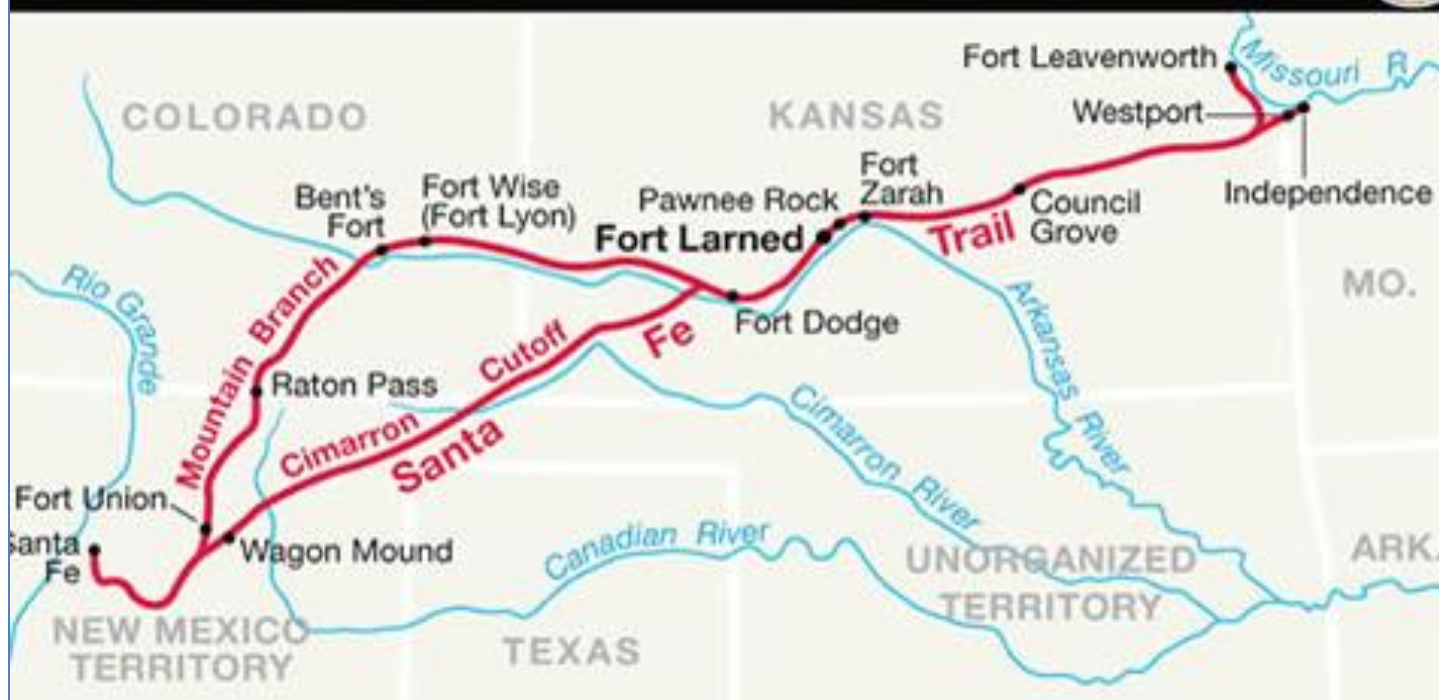 Fort Leavenworth
Missouri R
COLORADO
KANSAS
Westport
Fort
Zarah
Bent's
Fort
Fort Wise
(Fort Lyon)
Pawnee Rock
Independence
Council
Grove
Fort Larned
Trail
Rio Grande
Mountain Branch
MO.
Arkansas River
Fort Dodge
Fe
Cutoff
Raton Pass
Cimarron
Santa
Cimarron River
Fort Union
Santa
Fe
Wagon Mound
Canadian River
UNORGANIZED
TERRITORY
ARK.
NEW MEXICO
TERRITORY
TEXAS